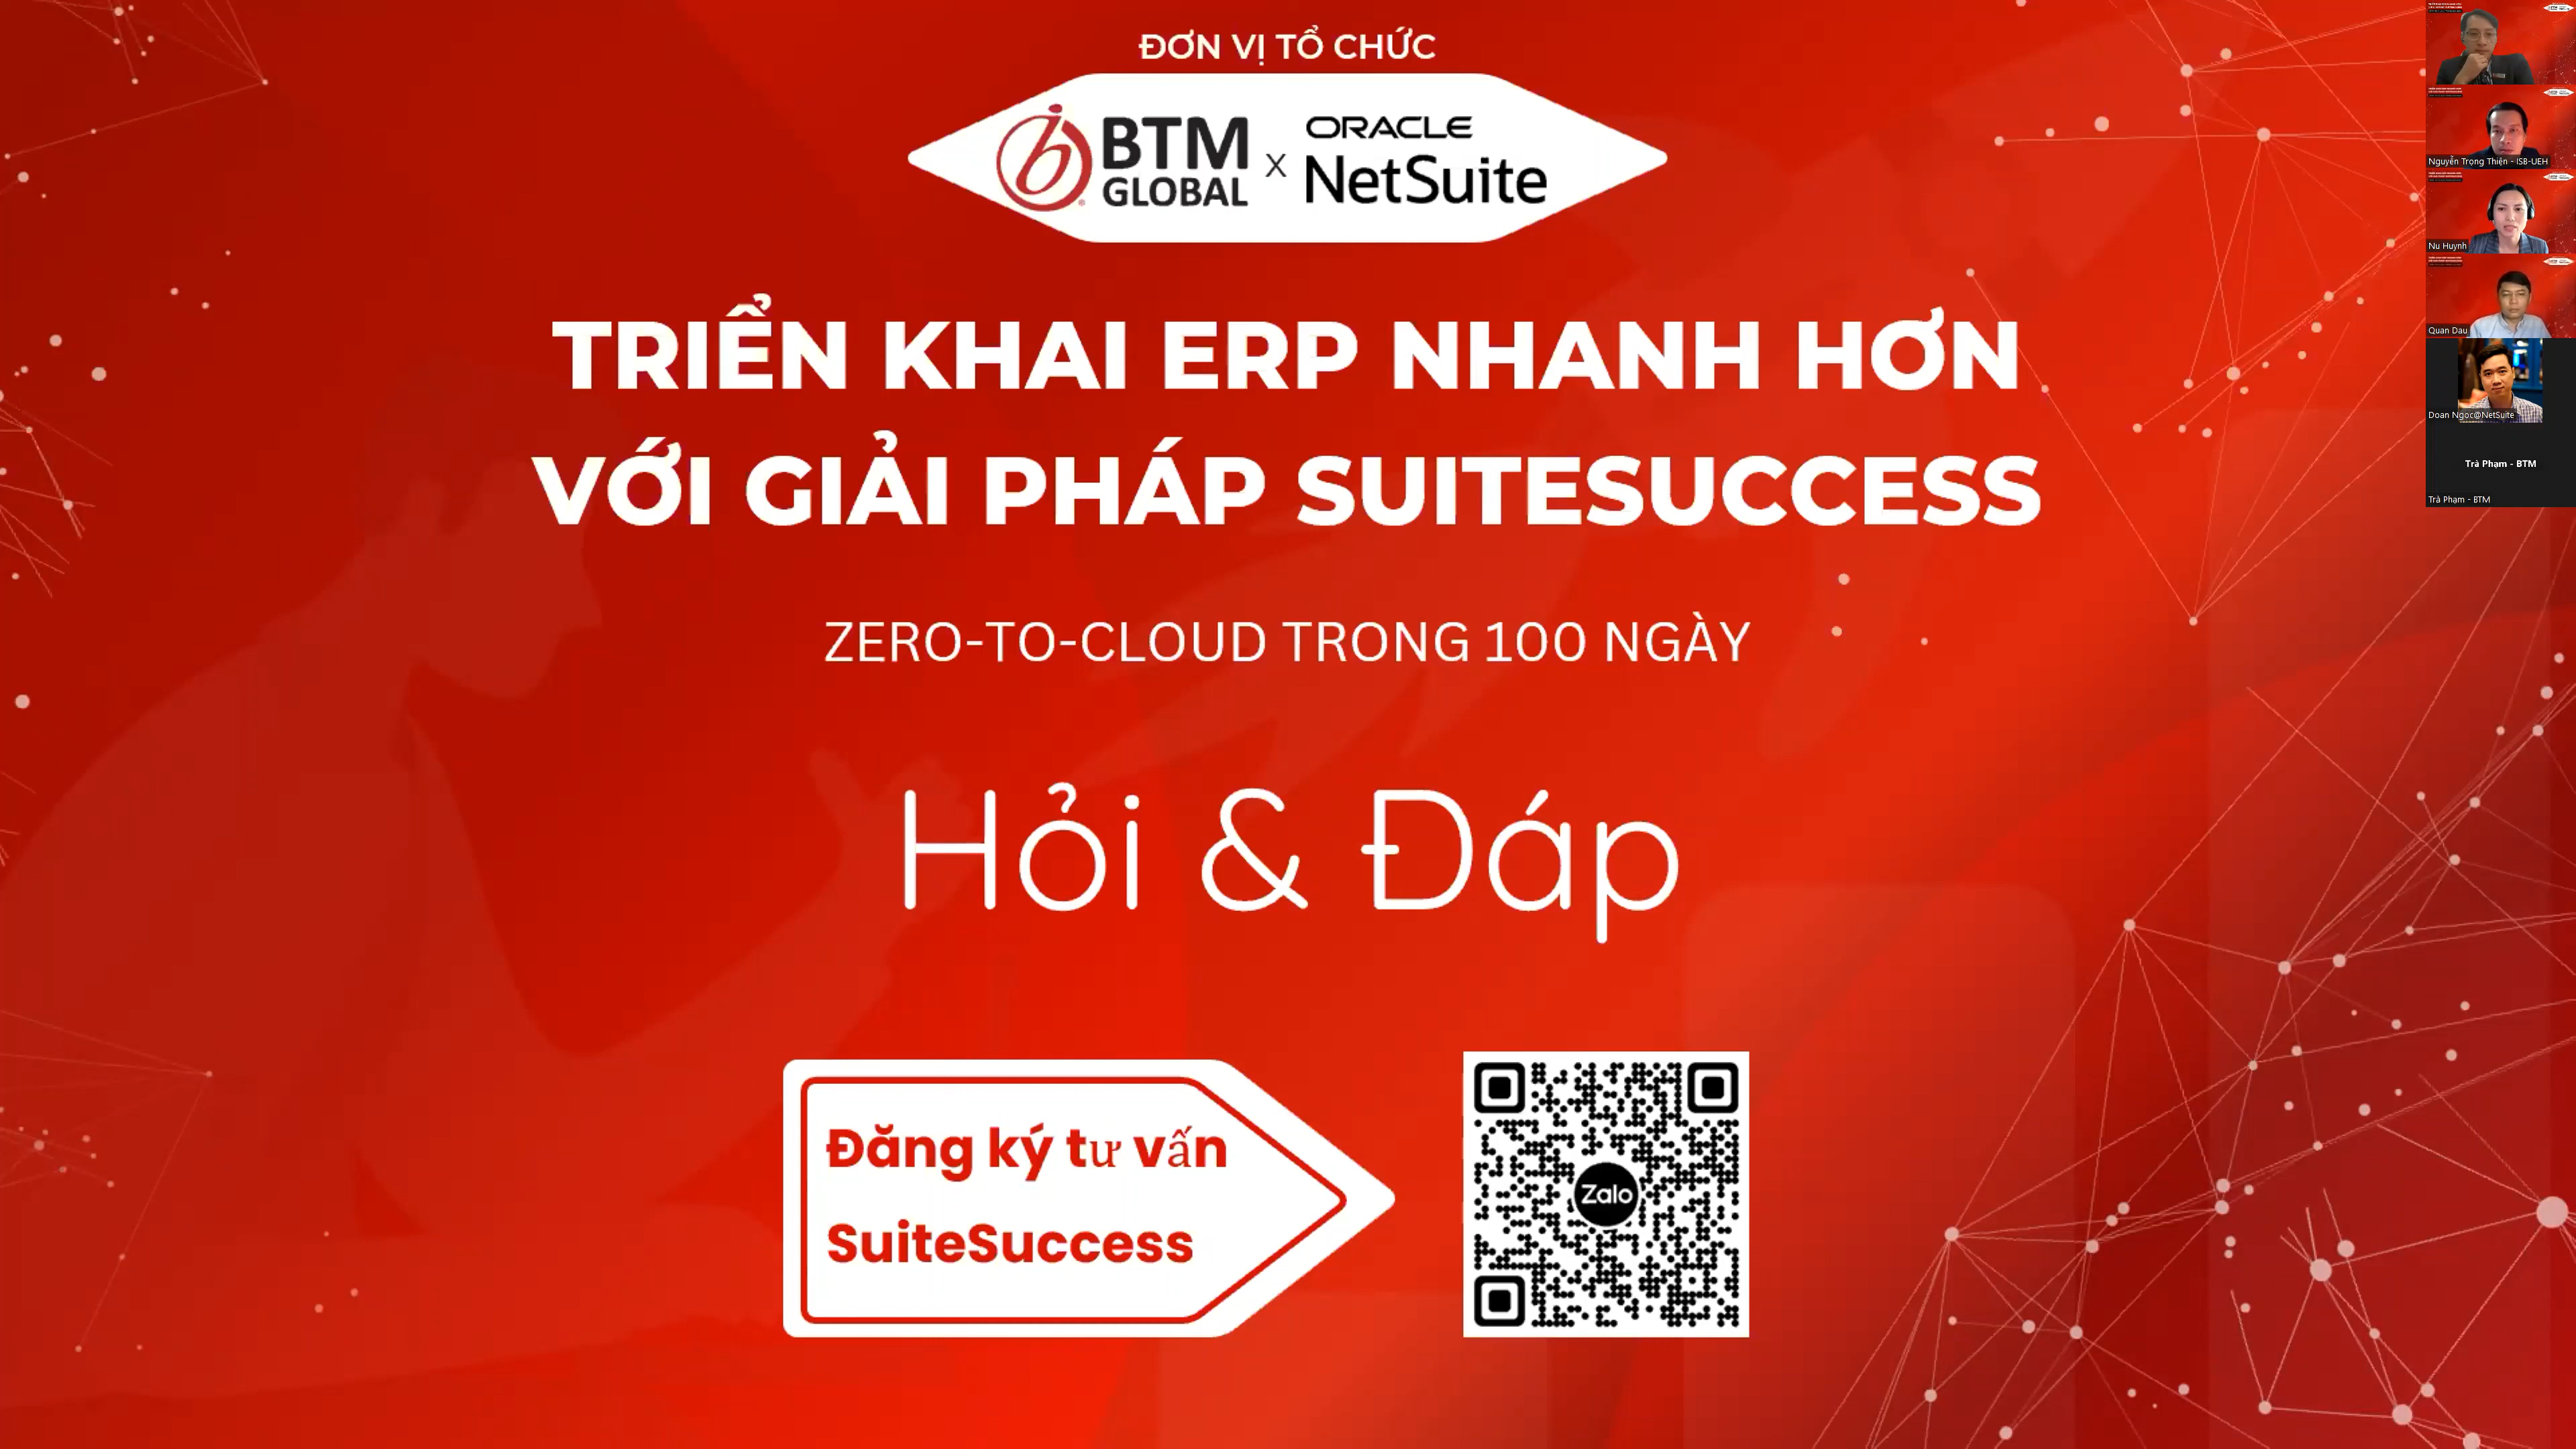 ĐƠN VỊ TỔ CHỨC
BTM GLOBAL X ORACLE NetSuite
TRIỂN KHAI ERP NHANH HƠN
VỚI GIẢI PHÁP SUITESUCCESS
ZERO-TO-CLOUD TRONG 100 NGÀY
Hỏi & Đáp
Đăng ký tư vấn
SuiteSuccess
Zalo
Nguyễn Trọng Thiện - ISB-UEH
Nu Huynh
Quan Dau
Doan Ngoc@NetSuite
Trà Phạm - BTM
Trà Phạm - BTM